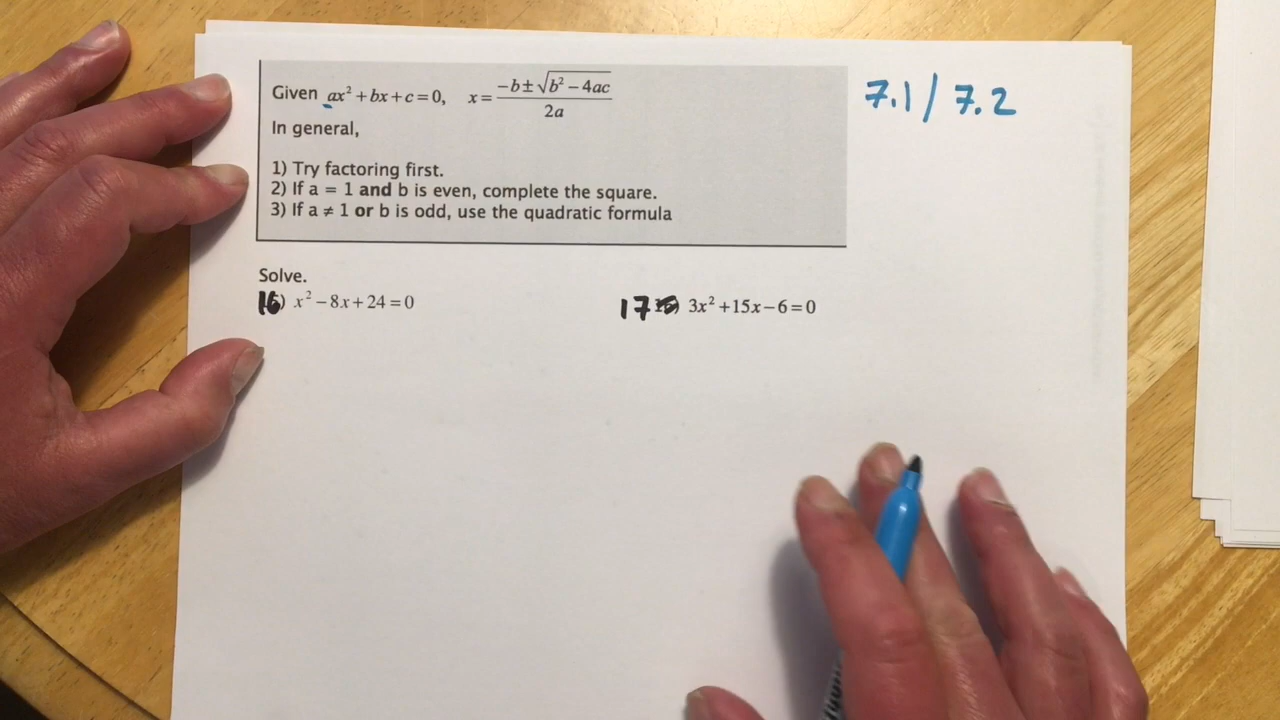 Given ax² + bx + c = 0, x = (-b ± √(b² - 4ac)) / 2a
7.1 / 7.2
In general,
1) Try factoring first.
2) If a = 1 and b is even, complete the square.
3) If a ≠ 1 or b is odd, use the quadratic formula
Solve.
16) x² - 8x + 24 = 0
17 3x² + 15x - 6 = 0